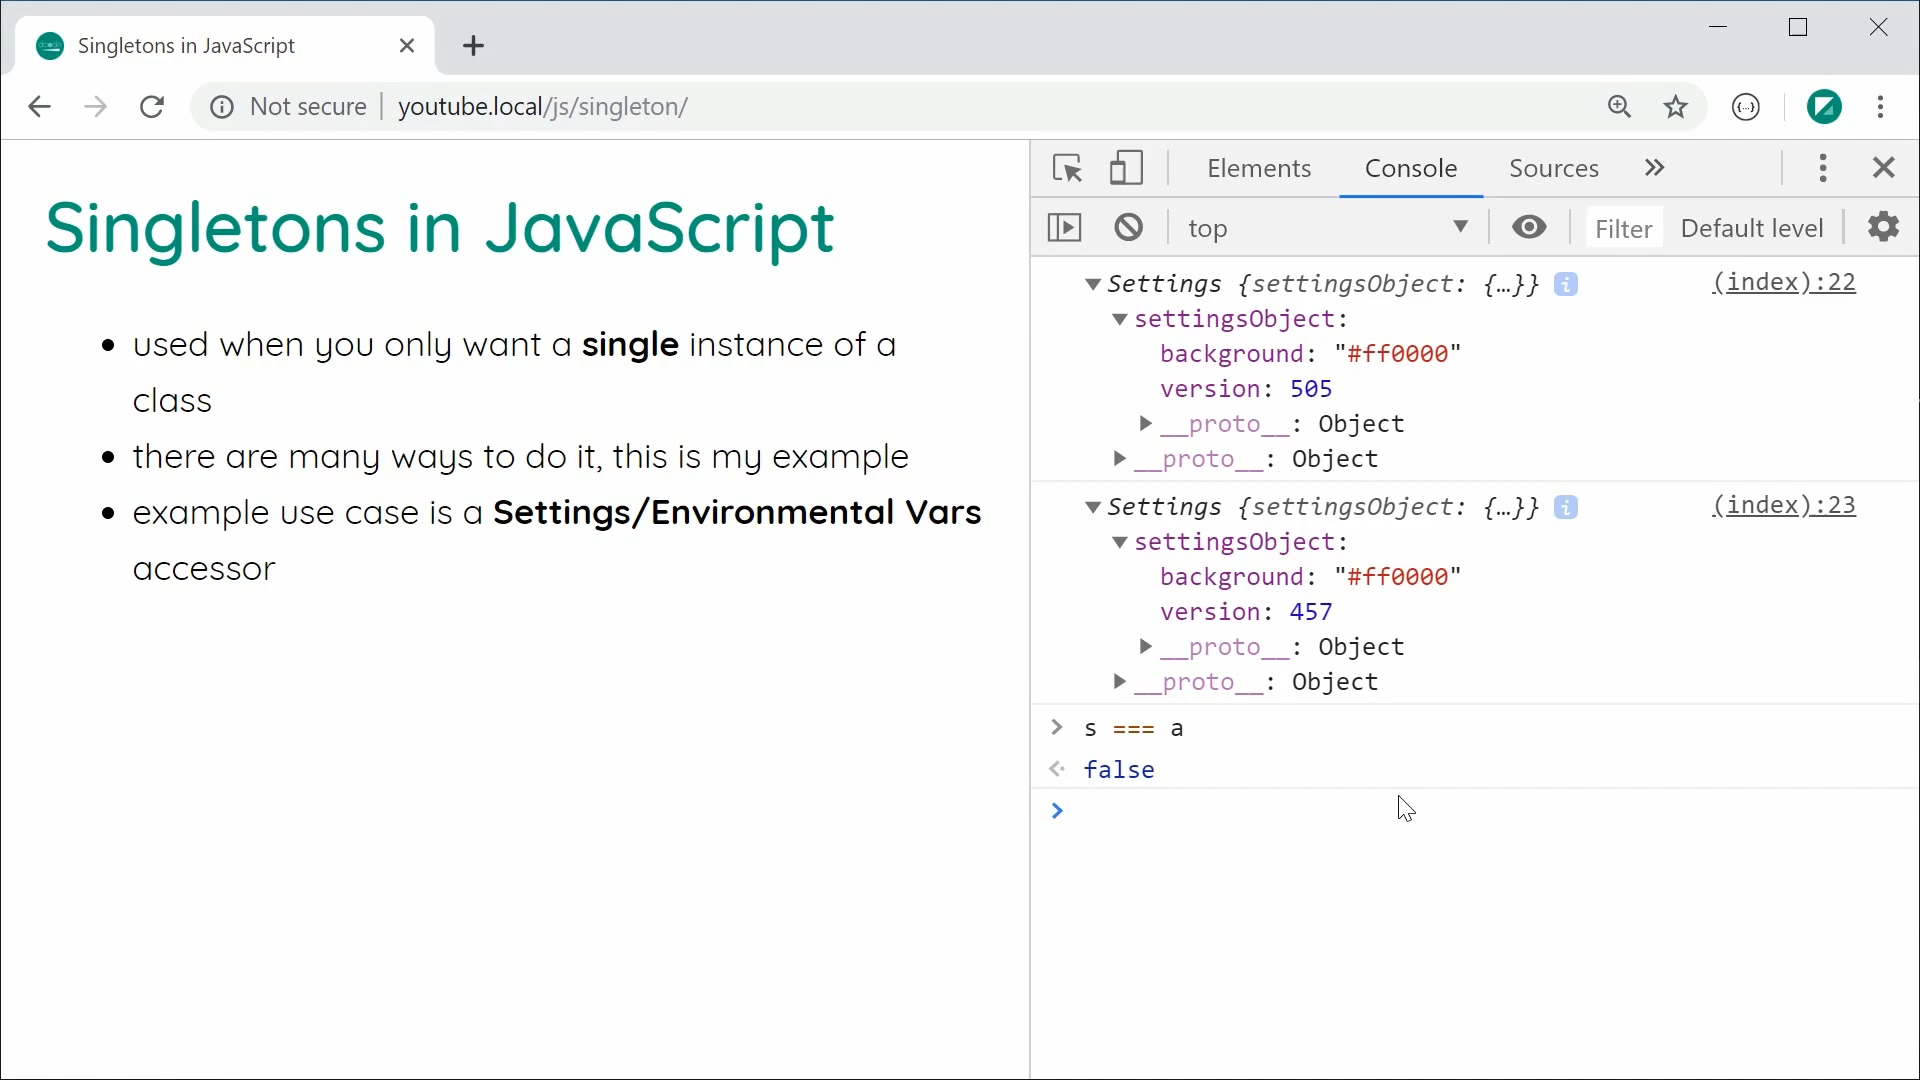 Singletons in JavaScript
Not secure | youtube.local/js/singleton/
Singletons in JavaScript
used when you only want a single instance of a
class
there are many ways to do it, this is my example
example use case is a Settings/Environmental Vars
accessor
Elements Console Sources »
top Filter Default level
Settings {settingsObject: {…}} i (index):22
settingsObject:
background: "#ff0000"
version: 505
__proto__: Object
__proto__: Object
Settings {settingsObject: {…}} i (index):23
settingsObject:
background: "#ff0000"
version: 457
__proto__: Object
__proto__: Object
> s === a
false
>